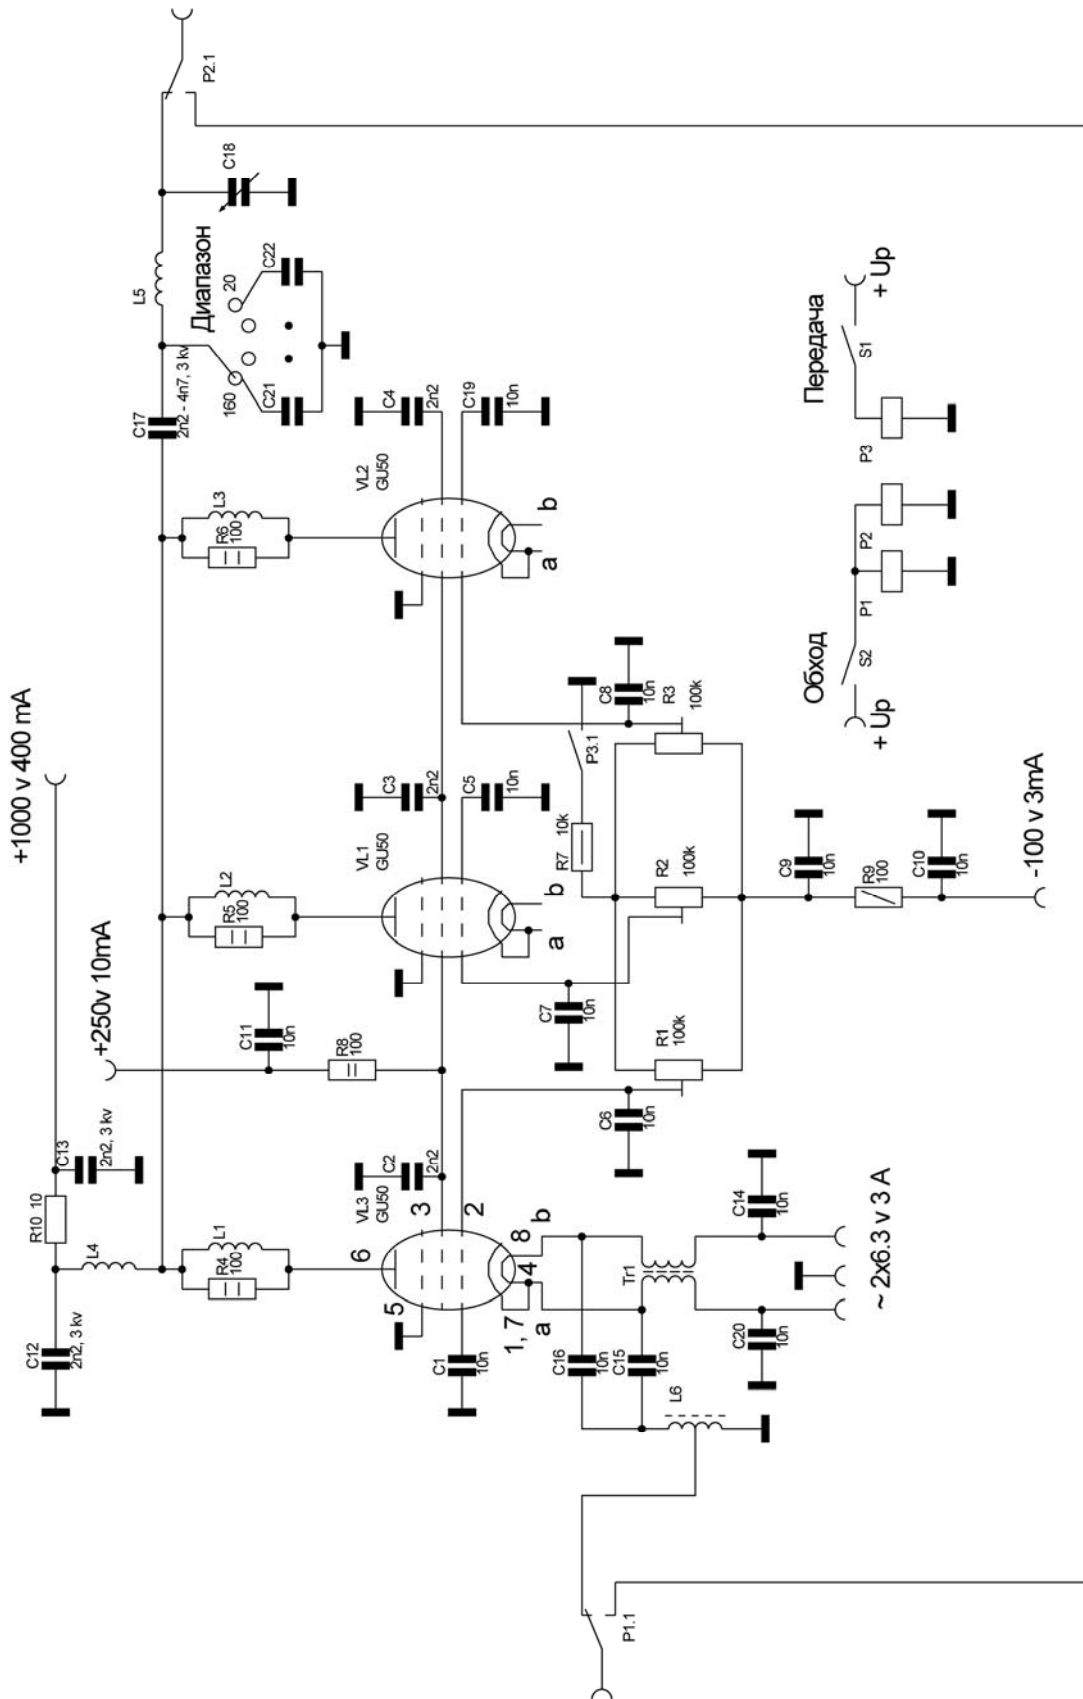 +1000 v 400 mA
R10 10
C12
2n2, 3 kv
C13
2n2, 3 kv
L4
+250v 10mA
C17
2n2 - 4n7, 3 kv
L5
P2.1
Диапазон
160
20
C18
C21
C22
R4
100
L1
R5
100
L2
R6
100
L3
C11
10n
R8
100
VL3
GU50
VL1
GU50
VL2
GU50
C2
2n2
C3
2n2
C4
2n2
6
5
3
2
C1
10n
C5
10n
C19
10n
1, 7
4
8
a
b
a
b
a
b
C16
10n
C15
10n
Tr1
L6
C6
10n
C7
10n
C8
10n
R7
10k
P3.1
R1
100k
R2
100k
R3
100k
P1.1
C20
10n
C14
10n
C9
10n
R9
100
C10
10n
~ 2x6.3 v 3 A
-100 v 3mA
Обход
Передача
+ Up
S2
P1
P2
P3
S1
+ Up